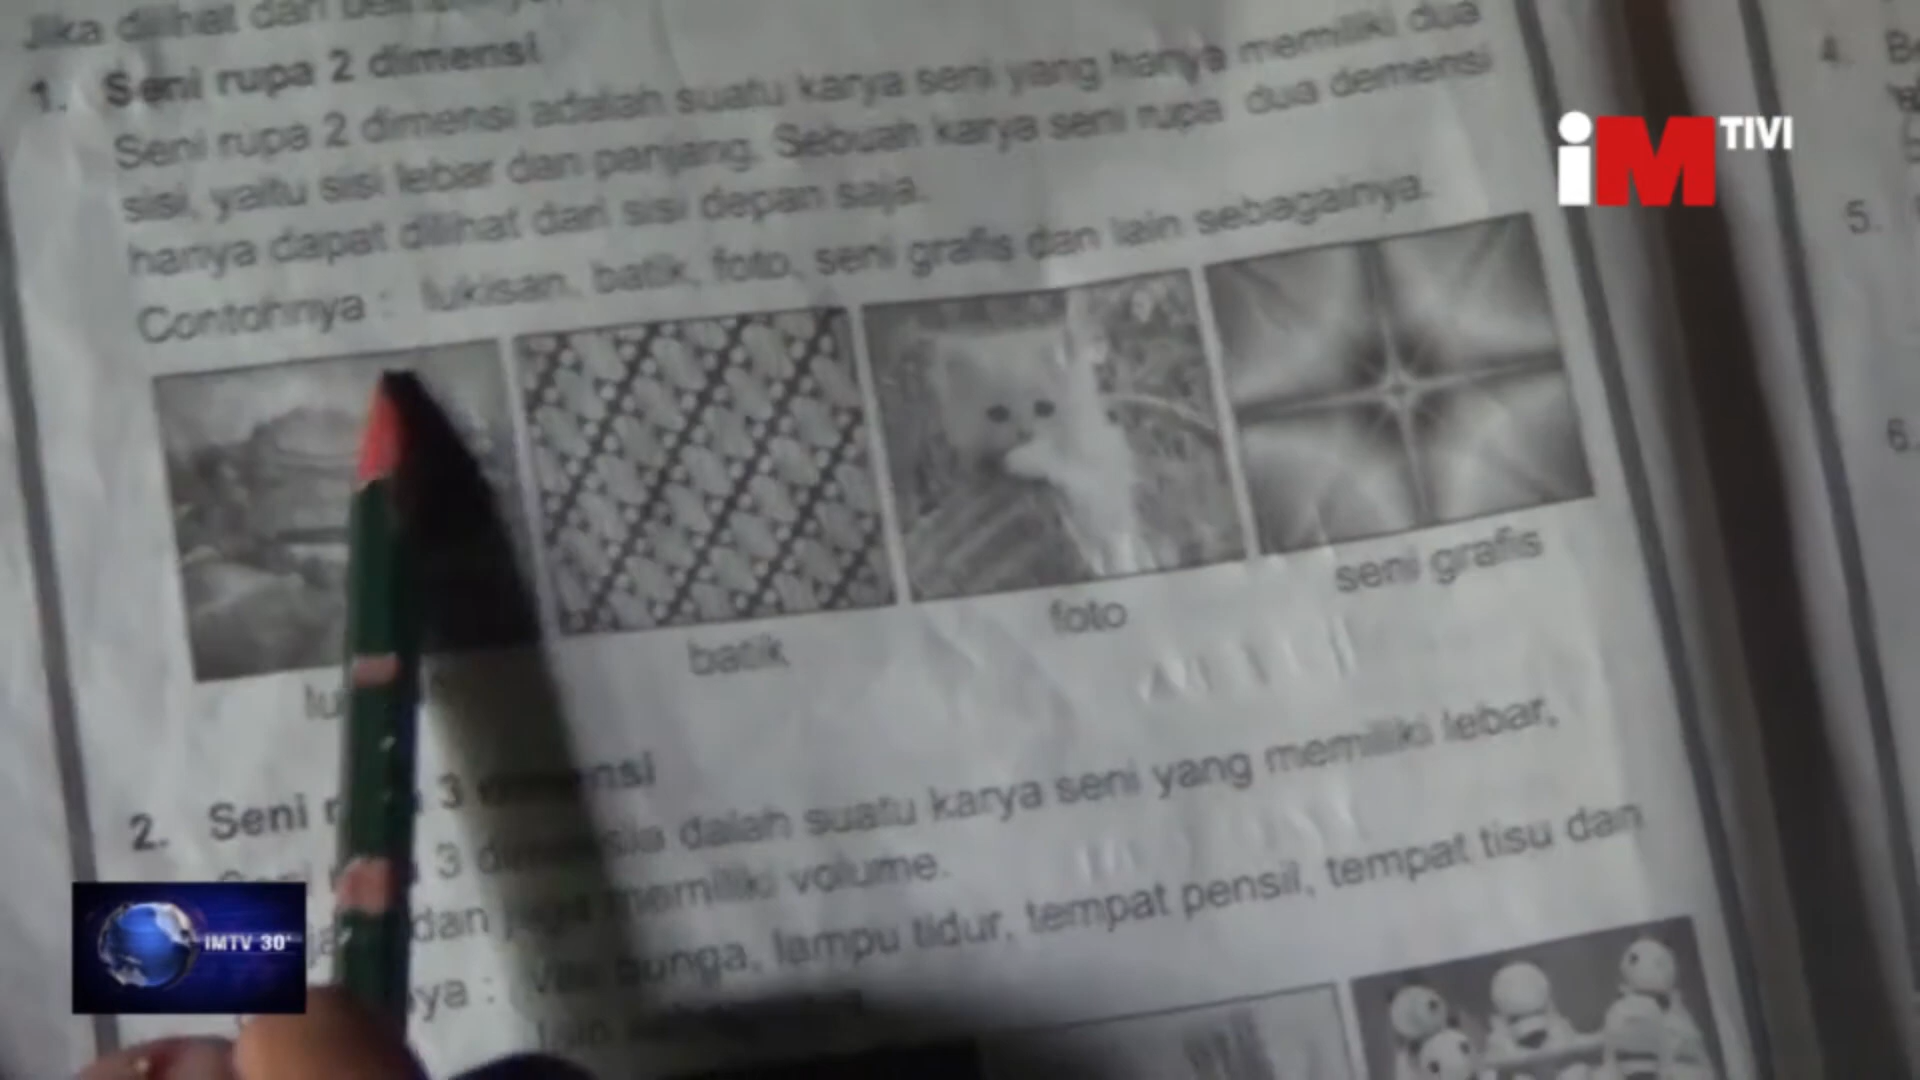 Jika dilihat dari
1. Seni rupa 2 dimensi
Seni rupa 2 dimensi adalah suatu karya seni yang hanya memiliki dua
sisi, yaitu sisi lebar dan panjang. Sebuah karya seni rupa dua demensi
hanya dapat dilihat dari sisi depan saja.
Contohnya : lukisan, batik, foto, seni grafis dan lain sebagainya.
batik
foto
seni grafis
2. Seni 3
3 dalah suatu karya seni yang memiliki lebar,
dan memiliki volume.
bunga, lampu tidur, tempat pensil, tempat tisu dan
4.
5.
6.
iM TIVI
IMTV 30'